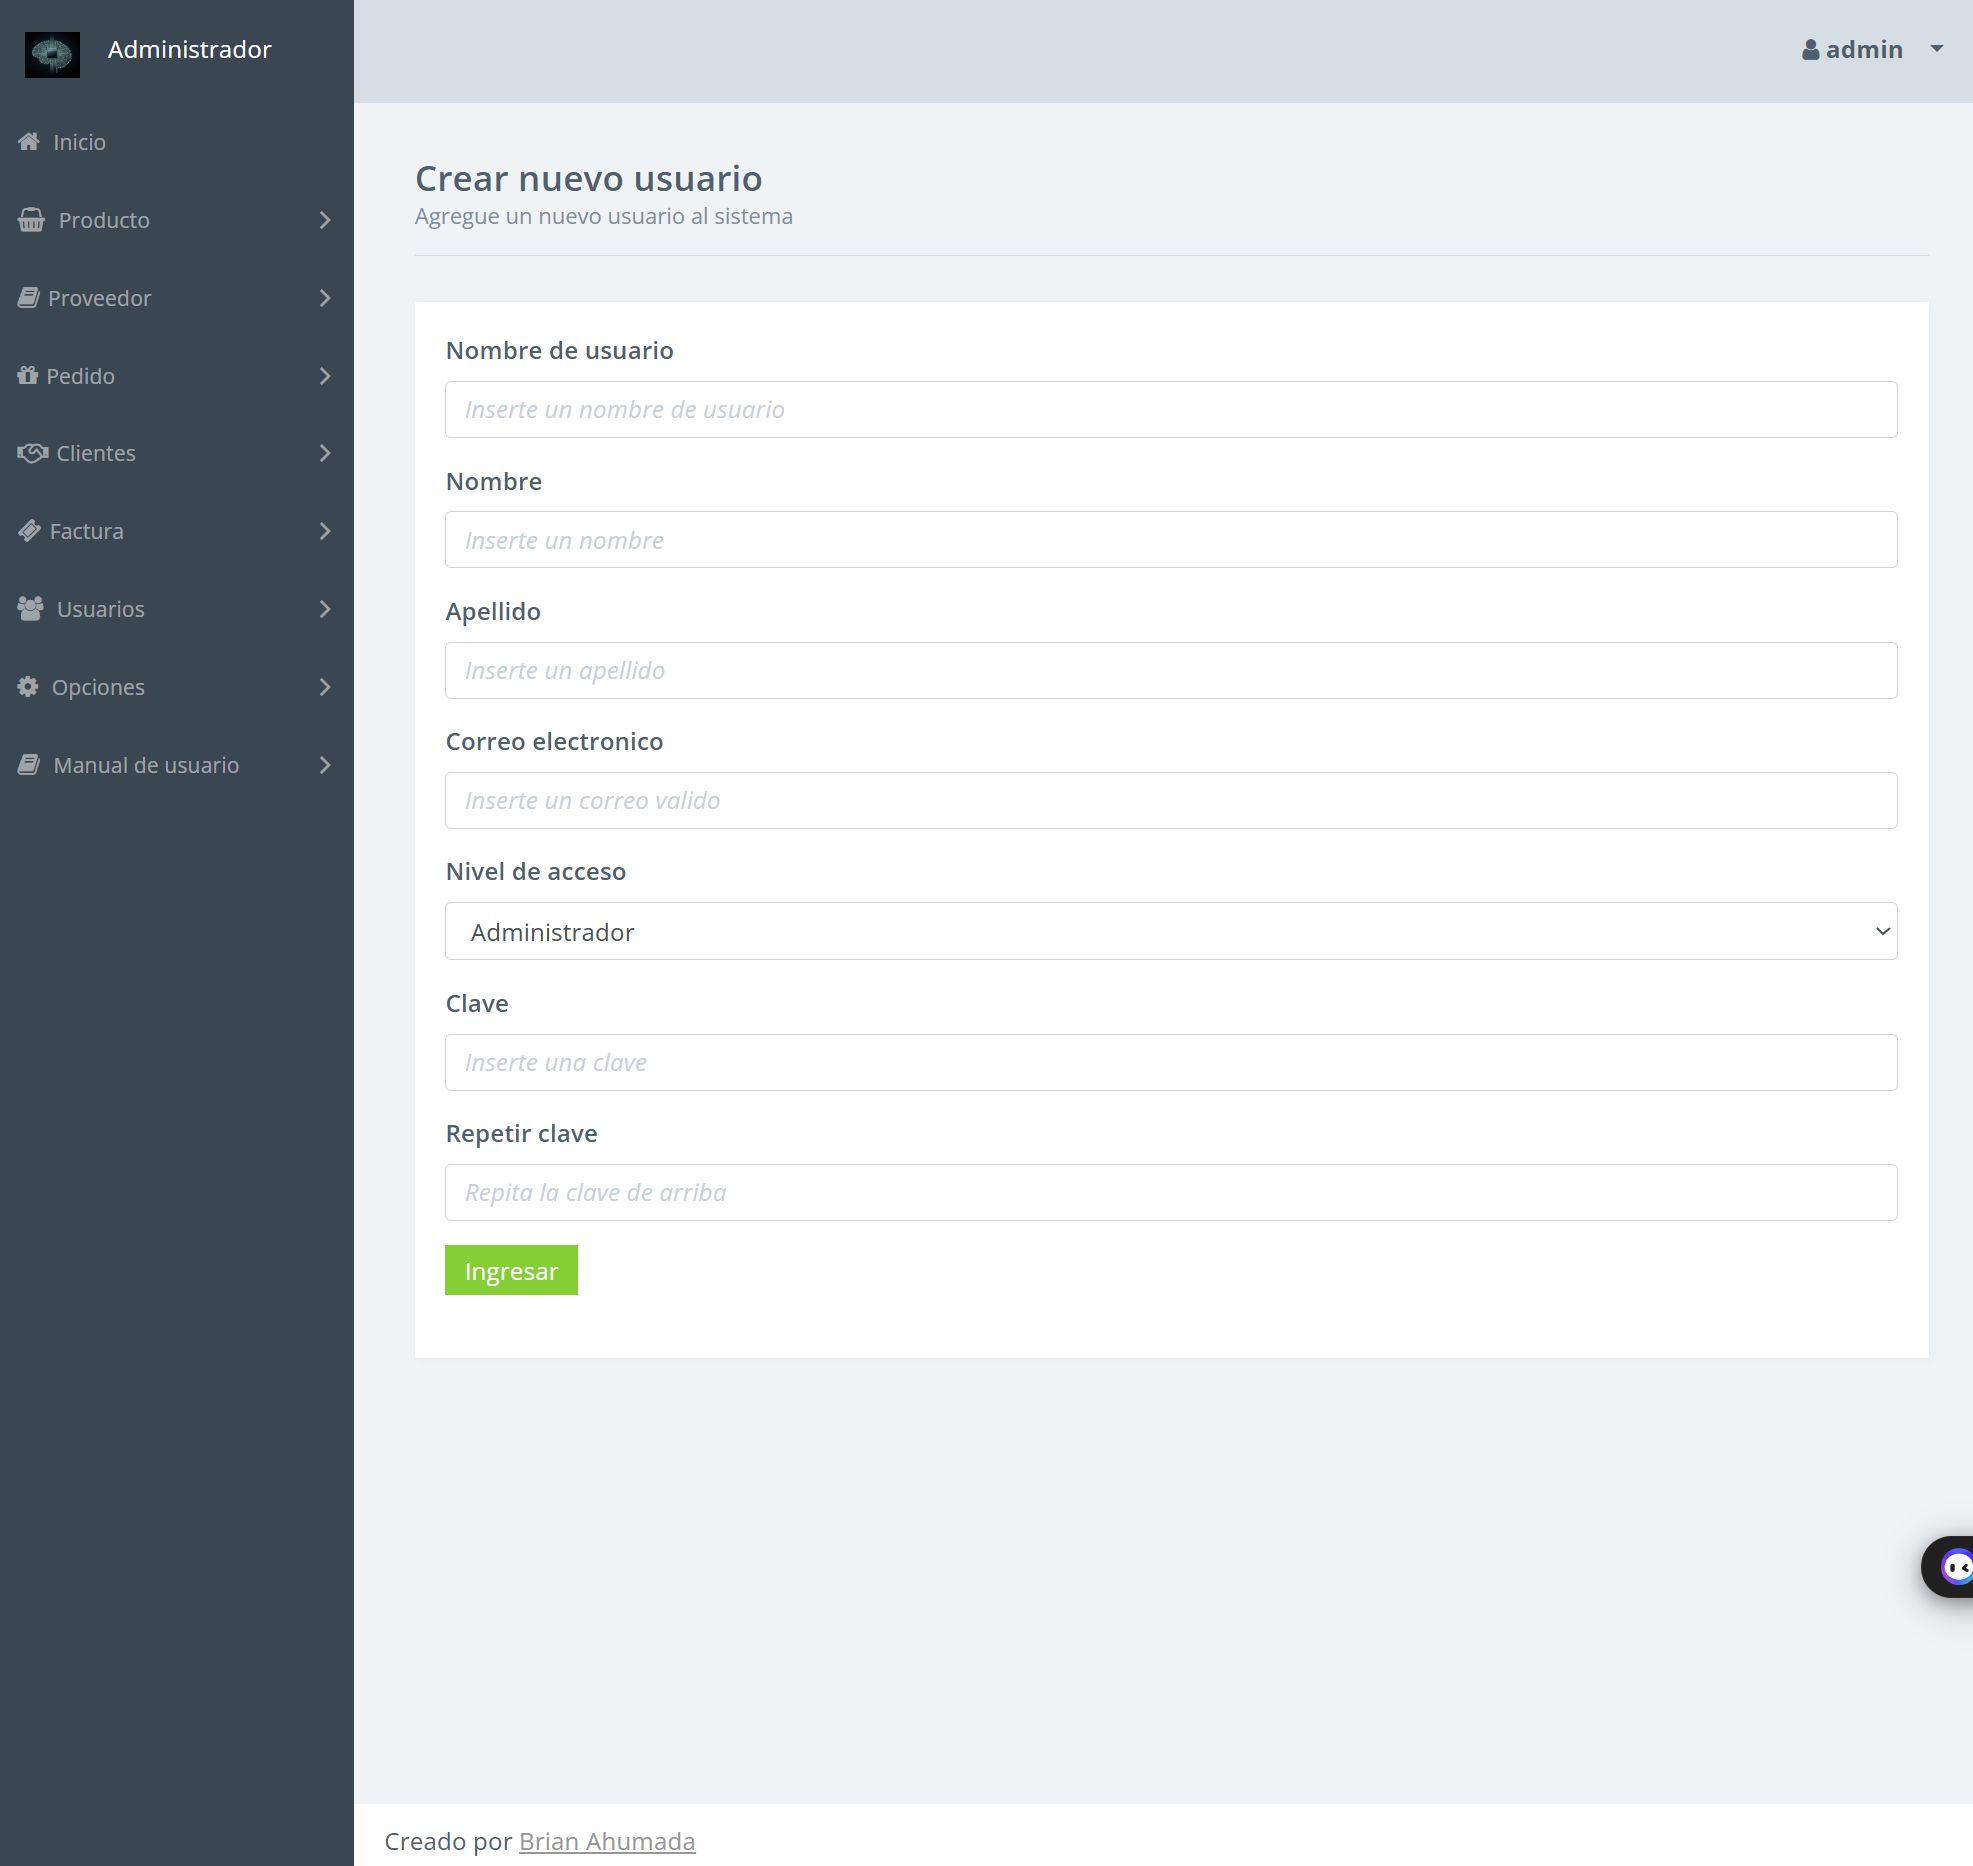 Administrador
admin
Inicio
Producto
Proveedor
Pedido
Clientes
Factura
Usuarios
Opciones
Manual de usuario
Crear nuevo usuario
Agregue un nuevo usuario al sistema
Nombre de usuario
Inserte un nombre de usuario
Nombre
Inserte un nombre
Apellido
Inserte un apellido
Correo electronico
Inserte un correo valido
Nivel de acceso
Administrador
Clave
Inserte una clave
Repetir clave
Repita la clave de arriba
Ingresar
Creado por Brian Ahumada